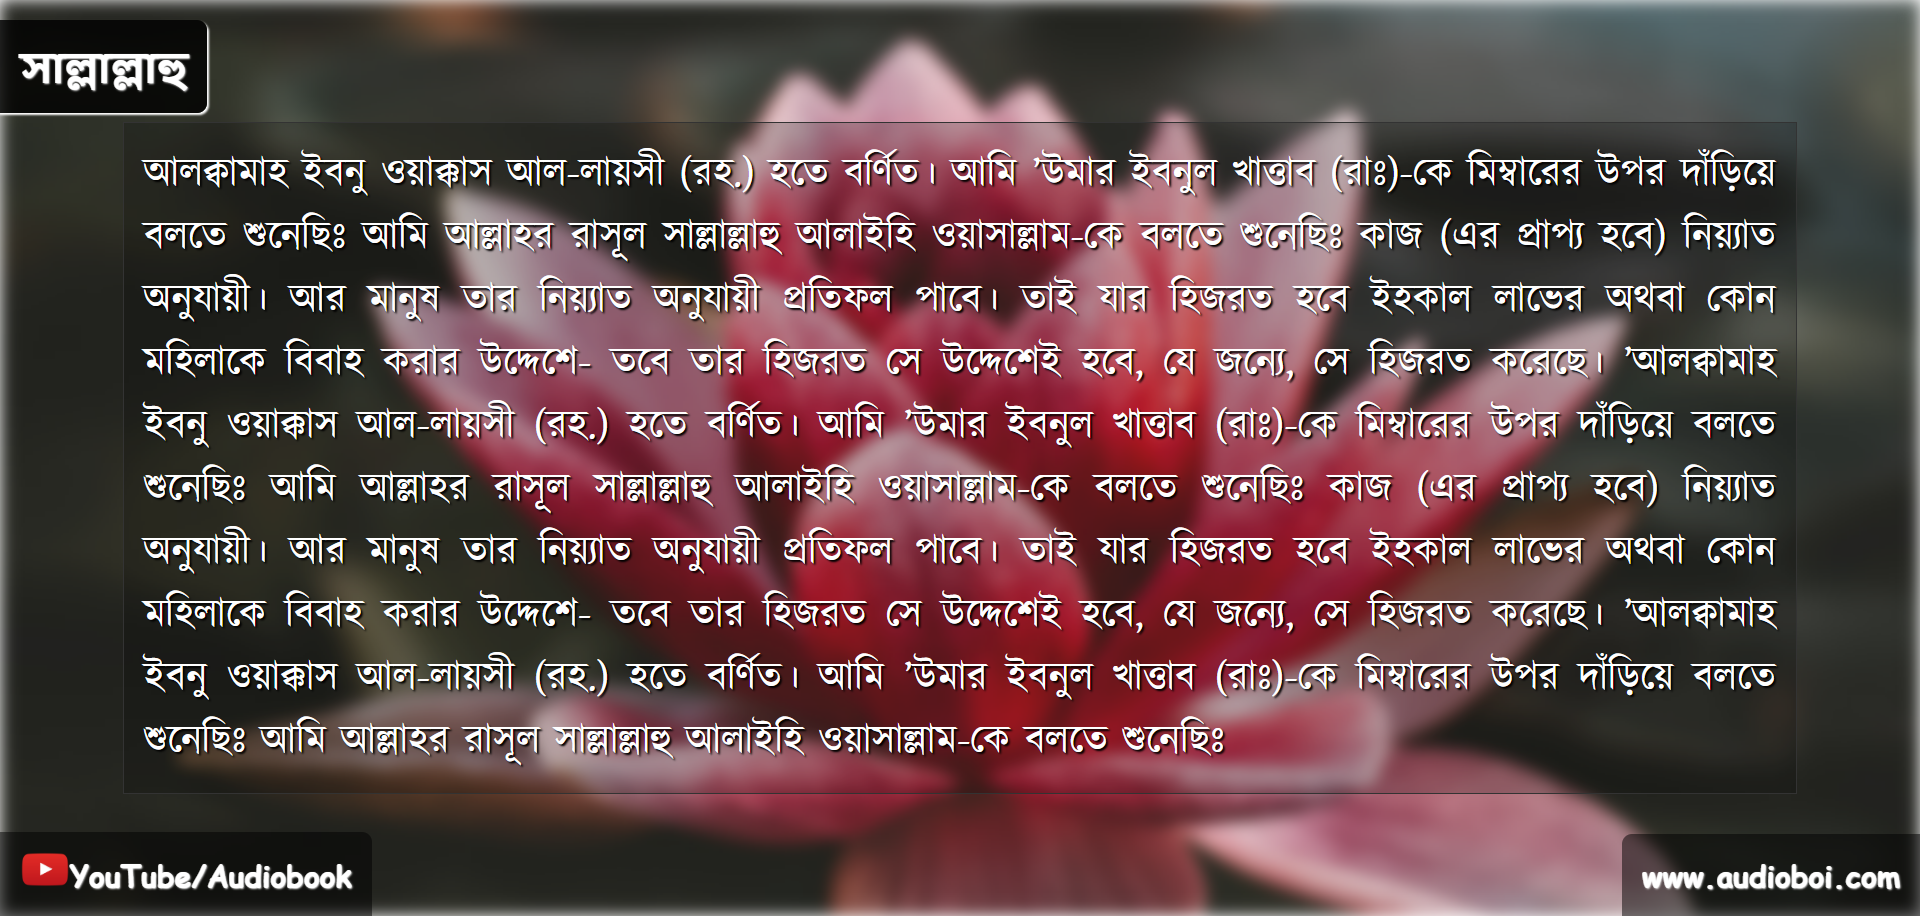 সাল্লাল্লাহু
আলক্বামাহ ইবনু ওয়াক্কাস আল-লায়সী (রহ.) হতে বর্ণিত। আমি ’উমার ইবনুল খাত্তাব (রাঃ)-কে মিম্বারের উপর দাঁড়িয়ে
বলতে শুনেছিঃ আমি আল্লাহর রাসূল সাল্লাল্লাহু আলাইহি ওয়াসাল্লাম-কে বলতে শুনেছিঃ কাজ (এর প্রাপ্য হবে) নিয়্যাত
অনুযায়ী। আর মানুষ তার নিয়্যাত অনুযায়ী প্রতিফল পাবে। তাই যার হিজরত হবে ইহকাল লাভের অথবা কোন
মহিলাকে বিবাহ করার উদ্দেশে- তবে তার হিজরত সে উদ্দেশেই হবে, যে জন্যে, সে হিজরত করেছে। ’আলক্বামাহ
ইবনু ওয়াক্কাস আল-লায়সী (রহ.) হতে বর্ণিত। আমি ’উমার ইবনুল খাত্তাব (রাঃ)-কে মিম্বারের উপর দাঁড়িয়ে বলতে
শুনেছিঃ আমি আল্লাহর রাসূল সাল্লাল্লাহু আলাইহি ওয়াসাল্লাম-কে বলতে শুনেছিঃ কাজ (এর প্রাপ্য হবে) নিয়্যাত
অনুযায়ী। আর মানুষ তার নিয়্যাত অনুযায়ী প্রতিফল পাবে। তাই যার হিজরত হবে ইহকাল লাভের অথবা কোন
মহিলাকে বিবাহ করার উদ্দেশে- তবে তার হিজরত সে উদ্দেশেই হবে, যে জন্যে, সে হিজরত করেছে। ’আলক্বামাহ
ইবনু ওয়াক্কাস আল-লায়সী (রহ.) হতে বর্ণিত। আমি ’উমার ইবনুল খাত্তাব (রাঃ)-কে মিম্বারের উপর দাঁড়িয়ে বলতে
শুনেছিঃ আমি আল্লাহর রাসূল সাল্লাল্লাহু আলাইহি ওয়াসাল্লাম-কে বলতে শুনেছিঃ
YouTube/Audiobook
www.audioboi.com